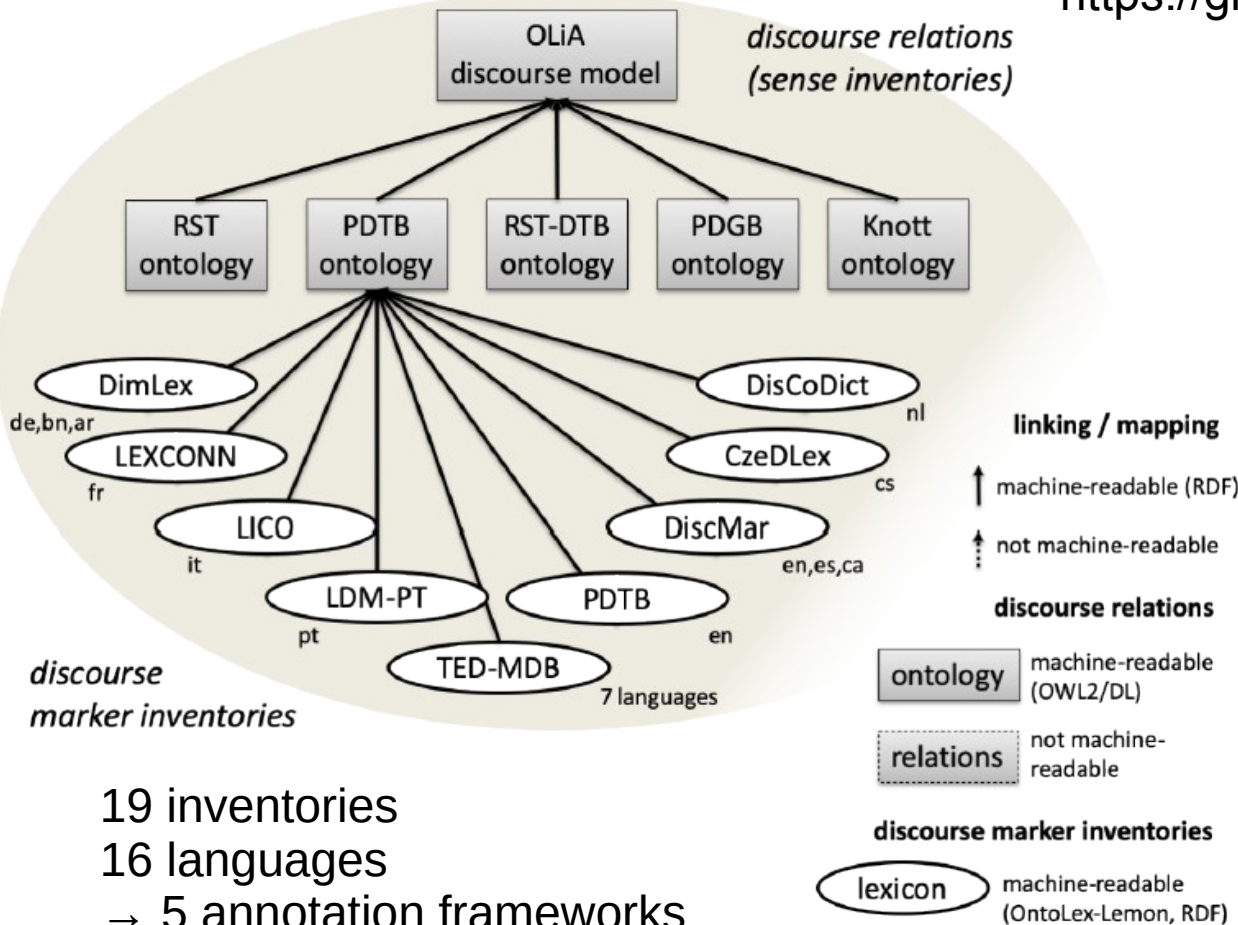 https://gi
OLiA
discourse model
discourse relations
(sense inventories)
RST
ontology
PDTB
ontology
RST-DTB
ontology
PDGB
ontology
Knott
ontology
DimLex
de,bn,ar
DisCoDict
nl
LEXCONN
fr
CzeDLex
cs
LICO
it
DiscMar
en,es,ca
LDM-PT
pt
PDTB
en
TED-MDB
7 languages
discourse
marker inventories
linking / mapping
machine-readable (RDF)
not machine-readable
discourse relations
ontology
machine-readable
(OWL2/DL)
relations
not machine-
readable
discourse marker inventories
lexicon
machine-readable
(OntoLex-Lemon, RDF)
19 inventories
16 languages
→ 5 annotation frameworks